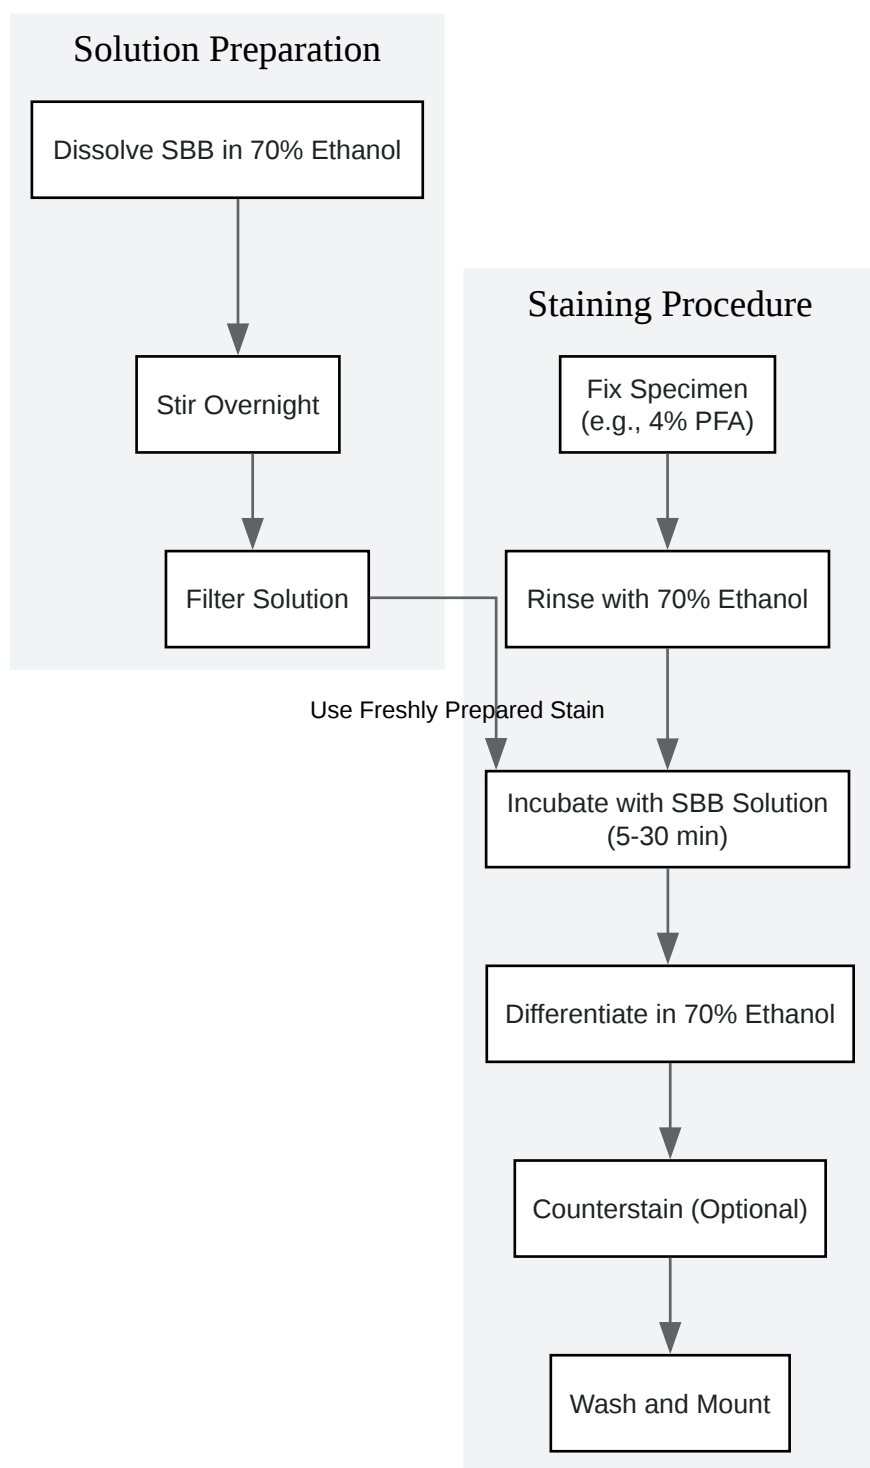 Solution Preparation
Dissolve SBB in 70% Ethanol
Stir Overnight
Filter Solution
Use Freshly Prepared Stain
Staining Procedure
Fix Specimen
(e.g., 4% PFA)
Rinse with 70% Ethanol
Incubate with SBB Solution
(5-30 min)
Differentiate in 70% Ethanol
Counterstain (Optional)
Wash and Mount